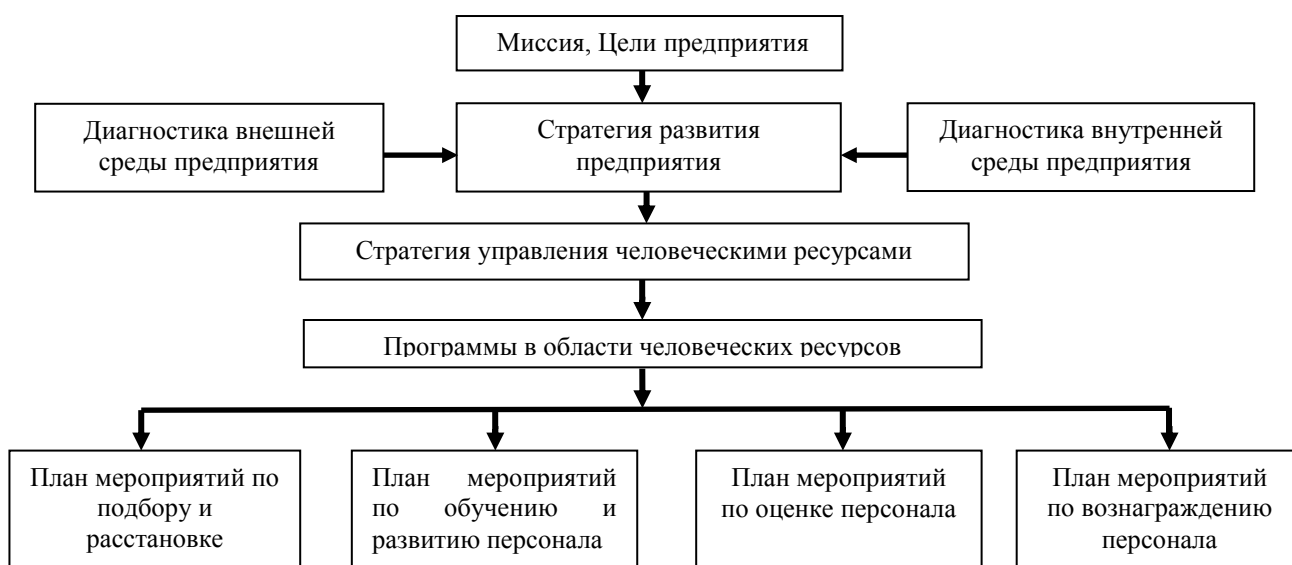 Миссия, Цели предприятия
Диагностика внешней
среды предприятия
Стратегия развития
предприятия
Диагностика внутренней
среды предприятия
Стратегия управления человеческими ресурсами
Программы в области человеческих ресурсов
План мероприятий по
подбору и
расстановке
План мероприятий
по обучению и
развитию персонала
План мероприятий
по оценке персонала
План мероприятий
по вознаграждению
персонала